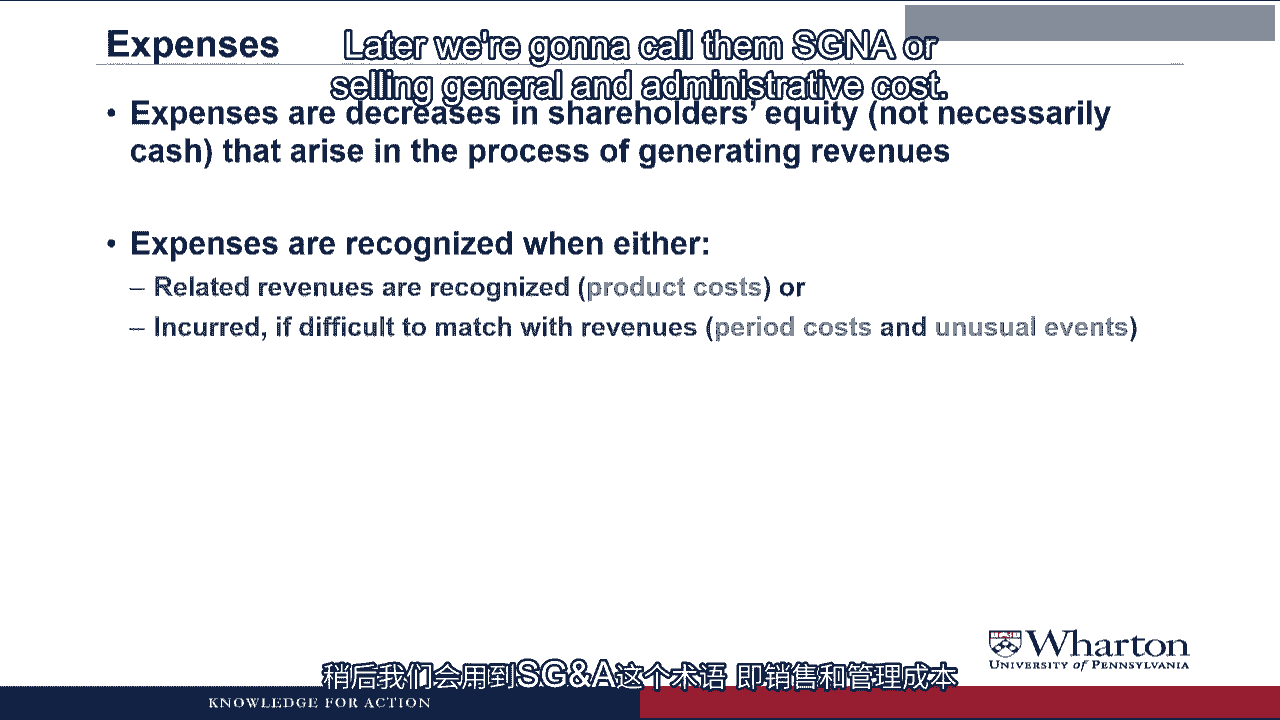 Expenses
Later we're gonna call them SGNA or
selling general and administrative cost.
• Expenses are decreases in shareholders' equity (not necessarily
cash) that arise in the process of generating revenues
• Expenses are recognized when either:
– Related revenues are recognized (product costs) or
– Incurred, if difficult to match with revenues (period costs and unusual events)
Wharton
UNIVERSITY of PENNSYLVANIA
稍后我们会用到SG&A这个术语 即销售和管理成本
KNOWLEDGE FOR ACTION